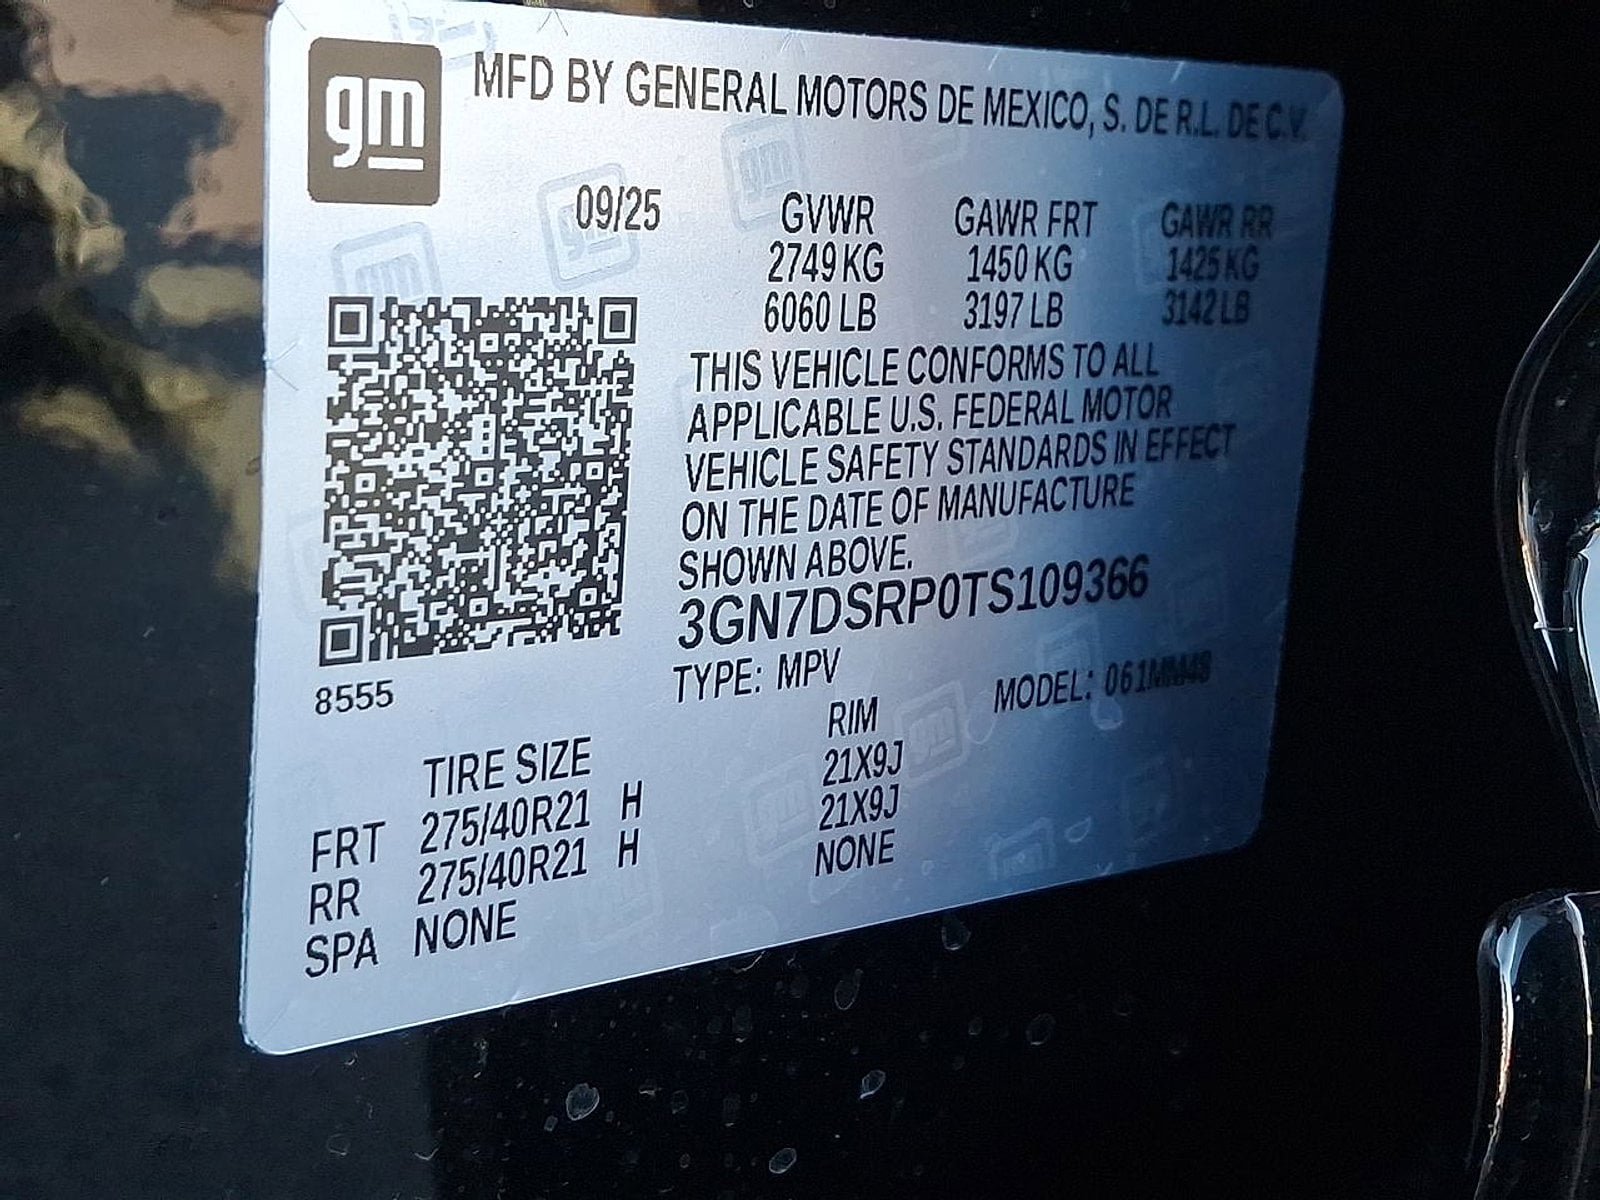 gm
MFD BY GENERAL MOTORS DE MEXICO, S. DE R.L. DE C.V.
09/25 GVWR GAWR FRT GAWR RR
2749 KG 1450 KG 1425 KG
6060 LB 3197 LB 3142 LB
THIS VEHICLE CONFORMS TO ALL
APPLICABLE U.S. FEDERAL MOTOR
VEHICLE SAFETY STANDARDS IN EFFECT
ON THE DATE OF MANUFACTURE
SHOWN ABOVE.
3GN7DSRP0TS109366
8555
TYPE: MPV MODEL: 061MM48
TIRE SIZE RIM
FRT 275/40R21 H 21X9J
RR 275/40R21 H 21X9J
SPA NONE NONE